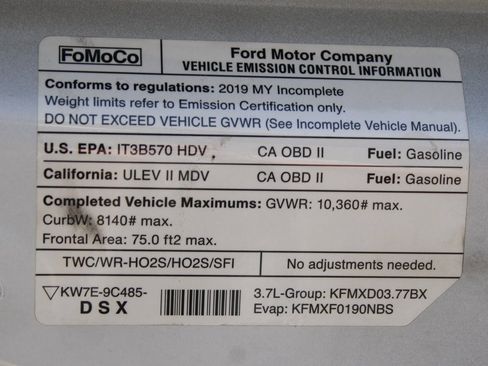 FoMoCo
Ford Motor Company
VEHICLE EMISSION CONTROL INFORMATION
Conforms to regulations: 2019 MY Incomplete
Weight limits refer to Emission Certification only.
DO NOT EXCEED VEHICLE GVWR (See Incomplete Vehicle Manual).
U.S. EPA: IT3B570 HDV CA OBD II Fuel: Gasoline
California: ULEV II MDV CA OBD II Fuel: Gasoline
Completed Vehicle Maximums: GVWR: 10,360# max.
CurbW: 8140# max.
Frontal Area: 75.0 ft2 max.
TWC/WR-HO2S/HO2S/SFI No adjustments needed.
KW7E-9C485-
DSX
3.7L-Group: KFMXD03.77BX
Evap: KFMXF0190NBS